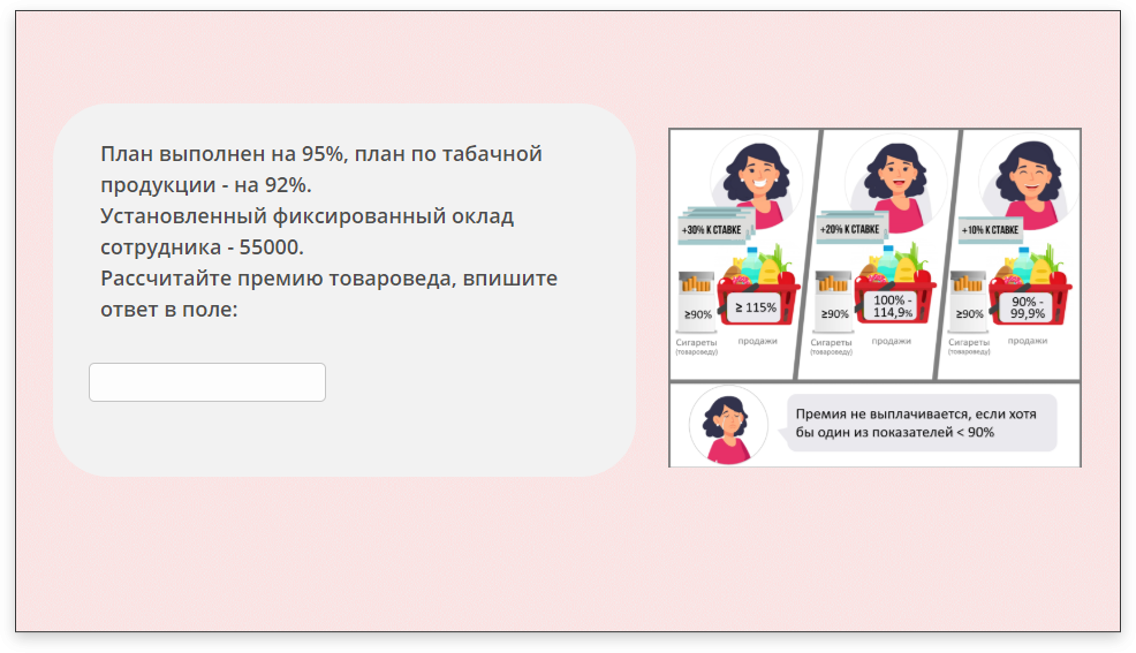 План выполнен на 95%, план по табачной
продукции - на 92%.
Установленный фиксированный оклад
сотрудника - 55000.
Рассчитайте премию товароведа, впишите
ответ в поле:
+30% К СТАВКЕ
≥90%
≥ 115%
Сигареты
(товароведу)
продажи
+20% К СТАВКЕ
≥90%
100% -
114,9%
Сигареты
(товароведу)
продажи
+10% К СТАВКЕ
≥90%
90% -
99,9%
Сигареты
(товароведу)
продажи
Премия не выплачивается, если хотя
бы один из показателей < 90%